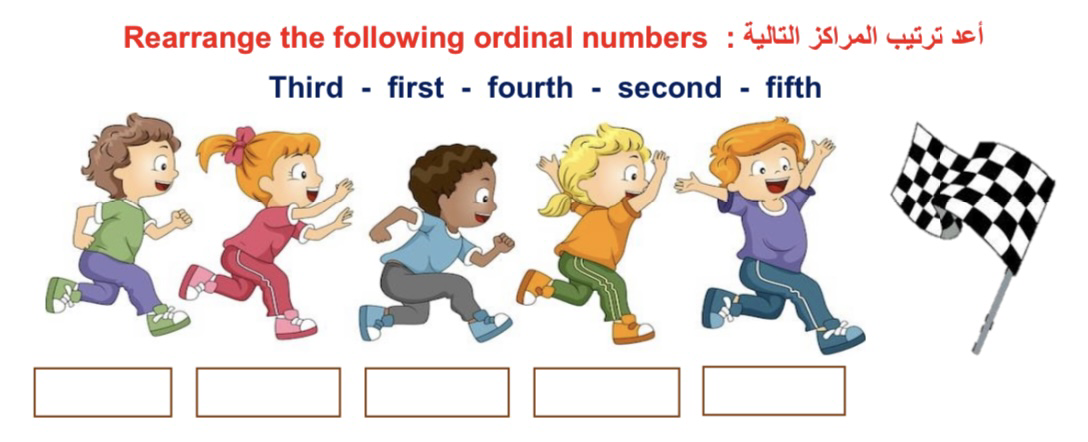 Rearrange the following ordinal numbers : أعد ترتيب المراكز التالية
Third - first - fourth - second - fifth